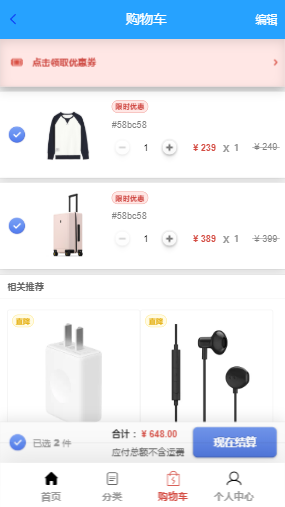 购物车
编辑
点击领取优惠券
限时优惠
#58bc58
1
¥ 239 X 1 ¥ 249
限时优惠
#58bc58
1
¥ 389 X 1 ¥ 399
相关推荐
直降
直降
已选 2 件
合计：¥ 648.00
应付总额不含运费
现在结算
首页
分类
购物车
个人中心